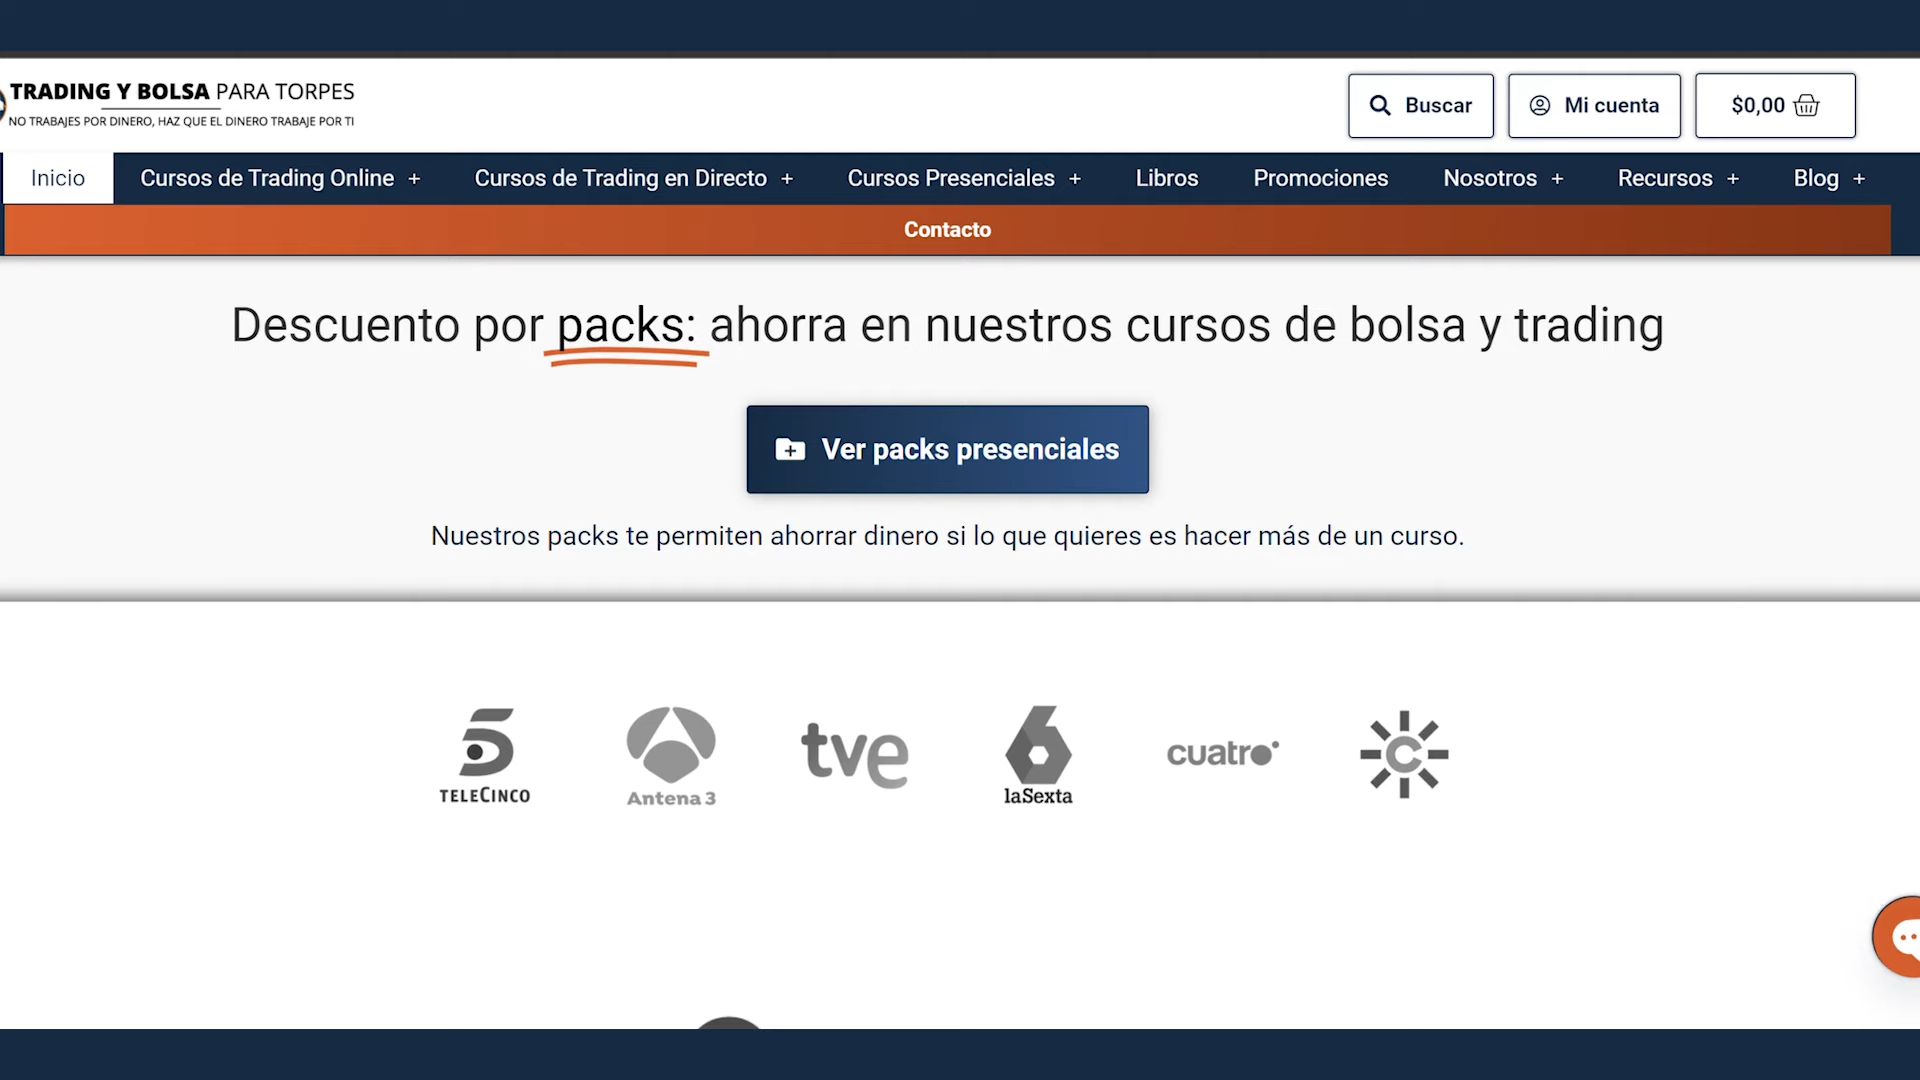 TRADING Y BOLSA PARA TORPES
NO TRABAJES POR DINERO, HAZ QUE EL DINERO TRABAJE POR TI
Buscar
Mi cuenta
$0,00
Inicio
Cursos de Trading Online +
Cursos de Trading en Directo +
Cursos Presenciales +
Libros
Promociones
Nosotros +
Recursos +
Blog +
Contacto
Descuento por packs: ahorra en nuestros cursos de bolsa y trading
Ver packs presenciales
Nuestros packs te permiten ahorrar dinero si lo que quieres es hacer más de un curso.
5
TELECINCO
Antena 3
tve
6
laSexta
cuatro
C